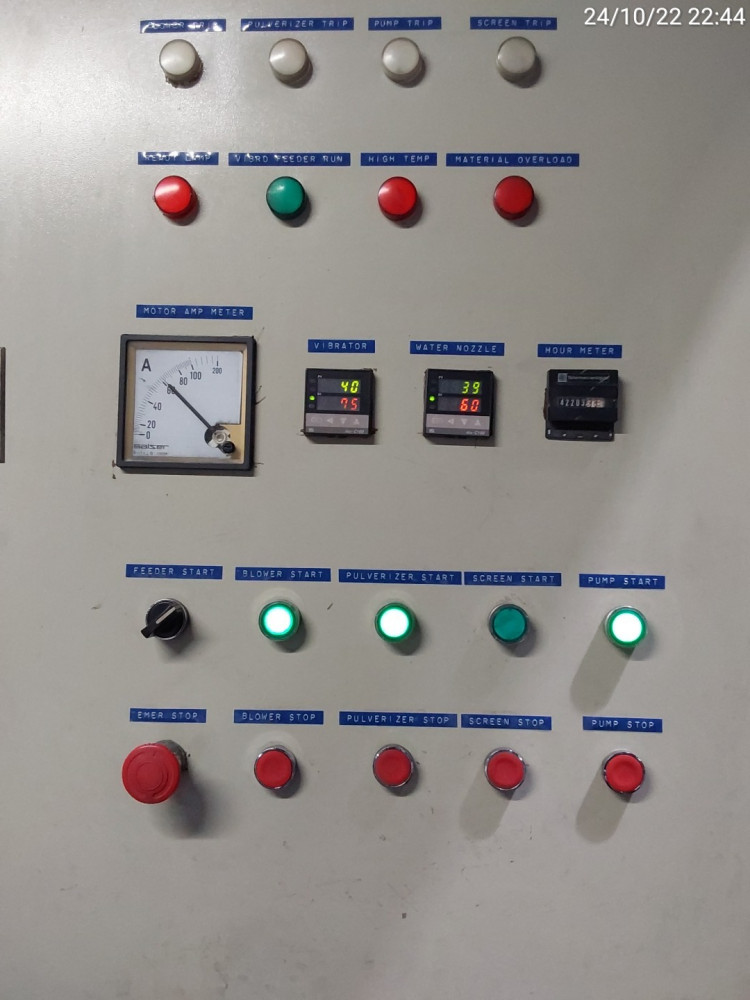 24/10/22 22:44
PULVERIZER TRIP
PUMP TRIP
SCREEN TRIP
VIBRO FEEDER RUN
HIGH TEMP
MATERIAL OVERLOAD
MOTOR AMP METER
VIBRATOR
WATER NOZZLE
HOUR METER
A
0
20
40
60
80
100
200
40
75
39
60
FEEDER START
BLOWER START
PULVERIZER START
SCREEN START
PUMP START
EMER STOP
BLOWER STOP
PULVERIZER STOP
SCREEN STOP
PUMP STOP